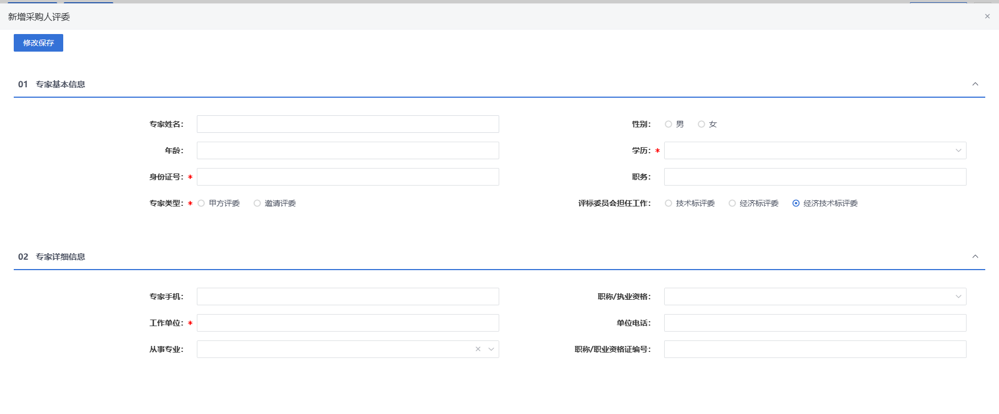 新增采购人评委
修改保存
01 专家基本信息
专家姓名： 性别： 男 女
年龄： 学历：*
身份证号：* 职务：
专家类型：* 甲方评委 邀请评委 评标委员会担任工作： 技术标评委 经济标评委 经济技术标评委
02 专家详细信息
专家手机： 职称/执业资格：
工作单位：* 单位电话：
从事专业： 职称/职业资格证编号：